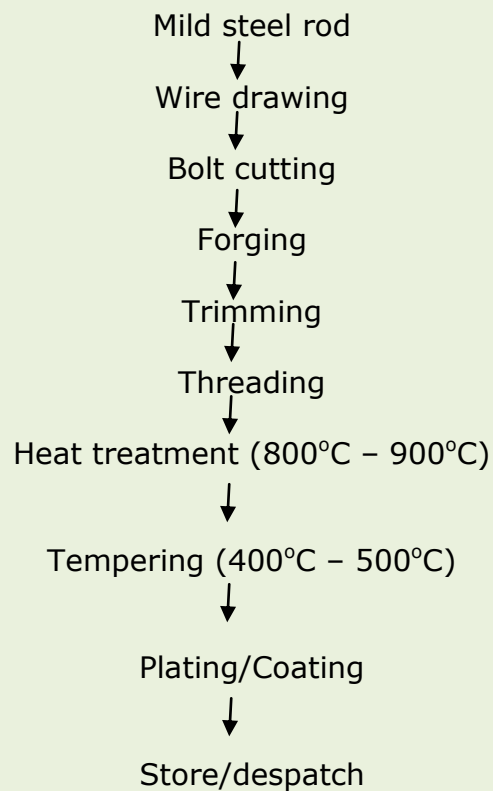 Mild steel rod
Wire drawing
Bolt cutting
Forging
Trimming
Threading
Heat treatment (800°C – 900°C)
Tempering (400°C – 500°C)
Plating/Coating
Store/despatch